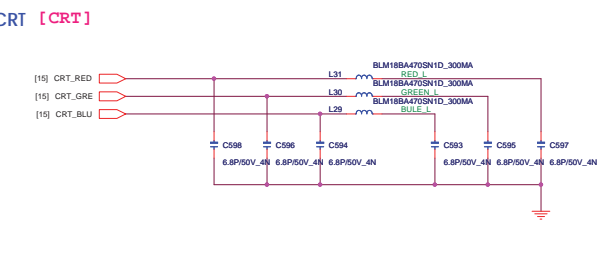 CRT [CRT]
BLM18BA470SN1D_300MA
[15] CRT_RED L31 RED_L
BLM18BA470SN1D_300MA
[15] CRT_GRE L30 GREEN_L
BLM18BA470SN1D_300MA
[15] CRT_BLU L29 BULE_L
C598 C596 C594 C593 C595 C597
6.8P/50V_4N 6.8P/50V_4N 6.8P/50V_4N 6.8P/50V_4N 6.8P/50V_4N 6.8P/50V_4N